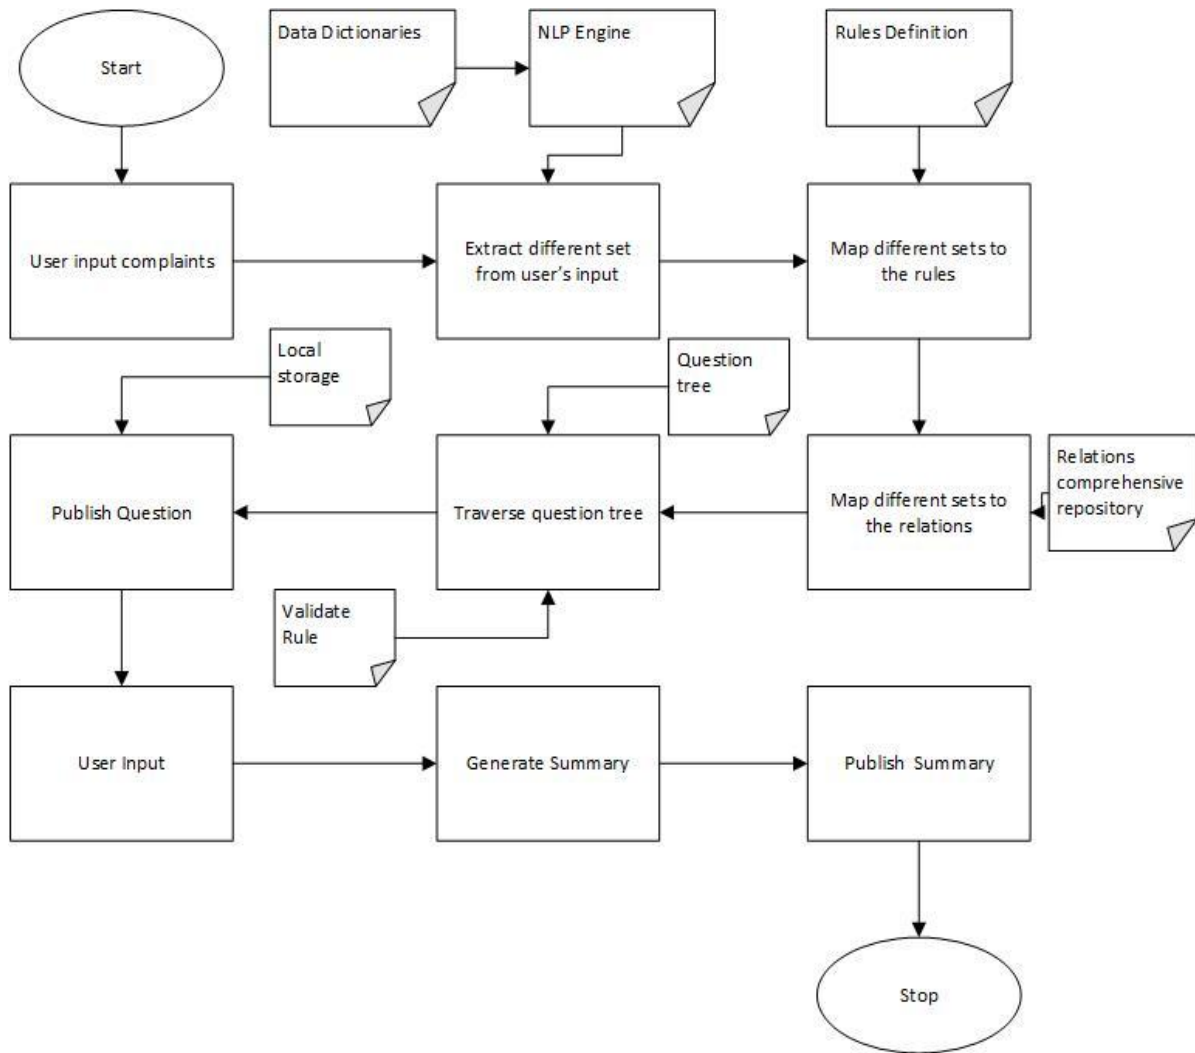 Start
Data Dictionaries
NLP Engine
Rules Definition
User input complaints
Extract different set
from user's input
Map different sets to
the rules
Local
storage
Question
tree
Publish Question
Traverse question tree
Map different sets to
the relations
Relations
comprehensive
repository
Validate
Rule
User Input
Generate Summary
Publish Summary
Stop